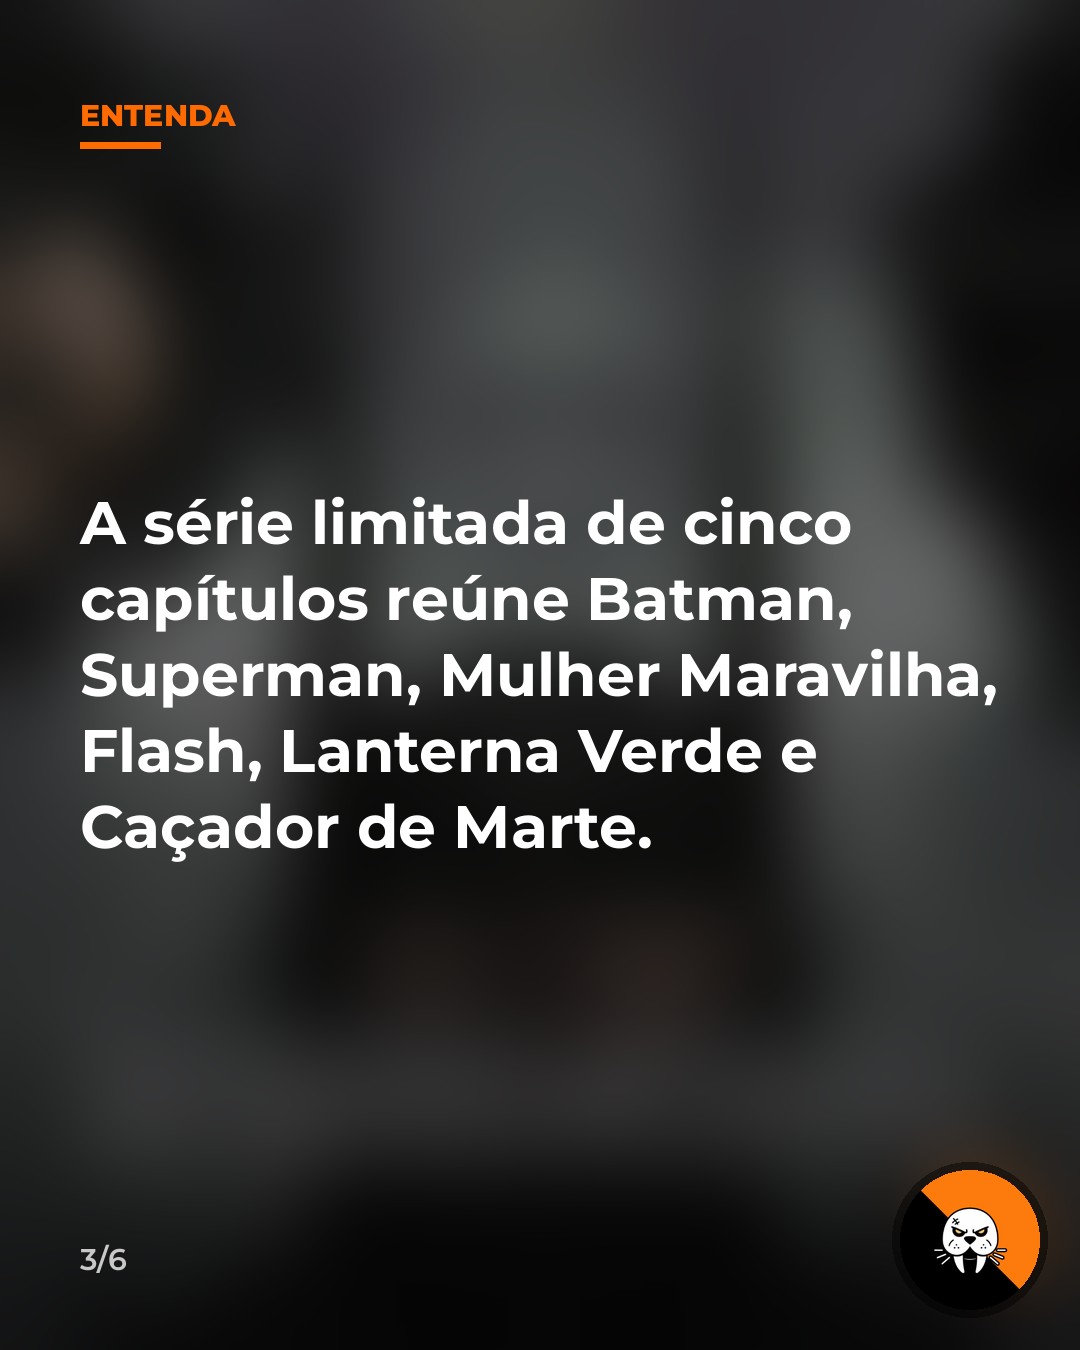 ENTENDA
A série limitada de cinco
capítulos reúne Batman,
Superman, Mulher Maravilha,
Flash, Lanterna Verde e
Caçador de Marte.
3/6